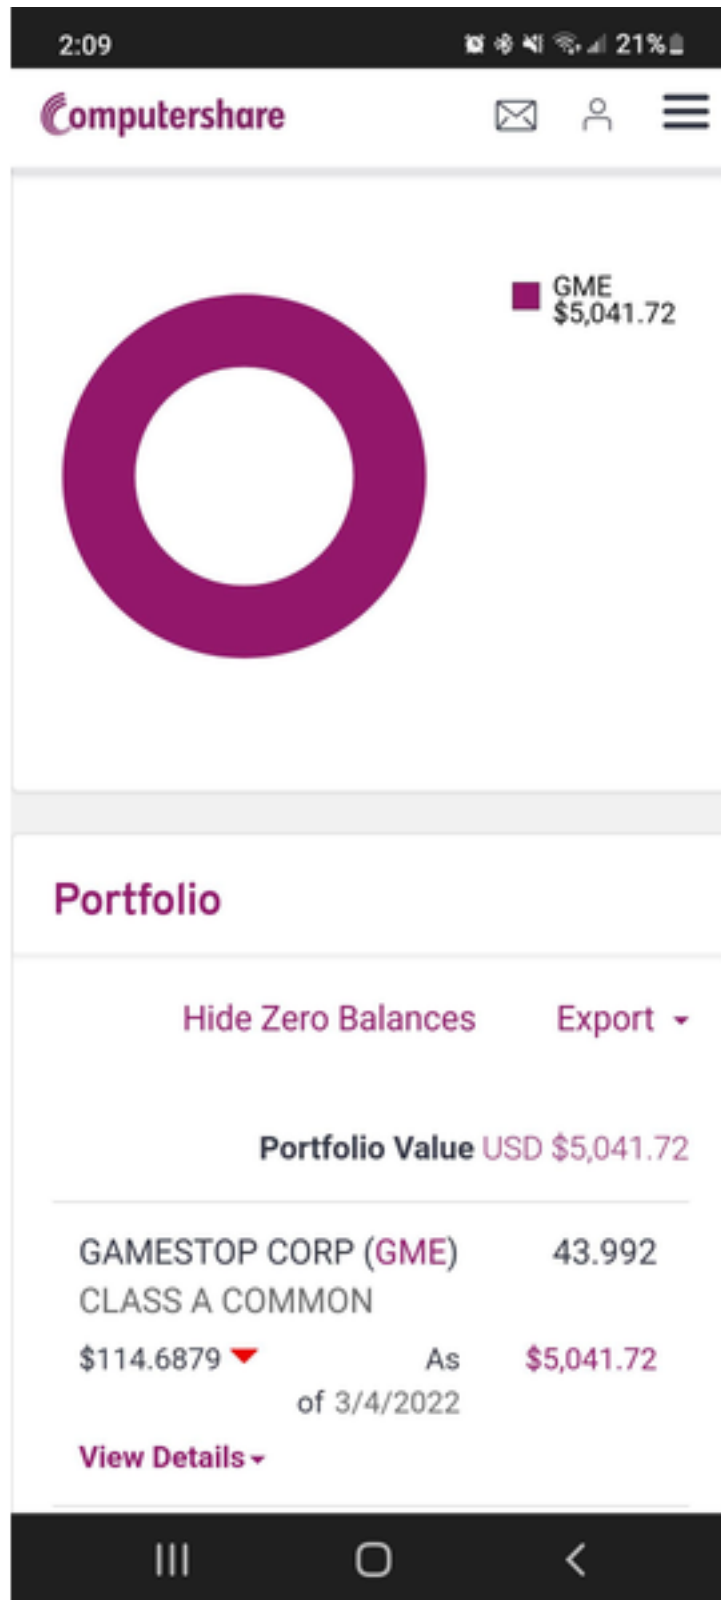 2:09 21%
Computershare
GME
$5,041.72
Portfolio
Hide Zero Balances Export
Portfolio Value USD $5,041.72
GAMESTOP CORP (GME) 43.992
CLASS A COMMON
$114.6879 As $5,041.72
of 3/4/2022
View Details